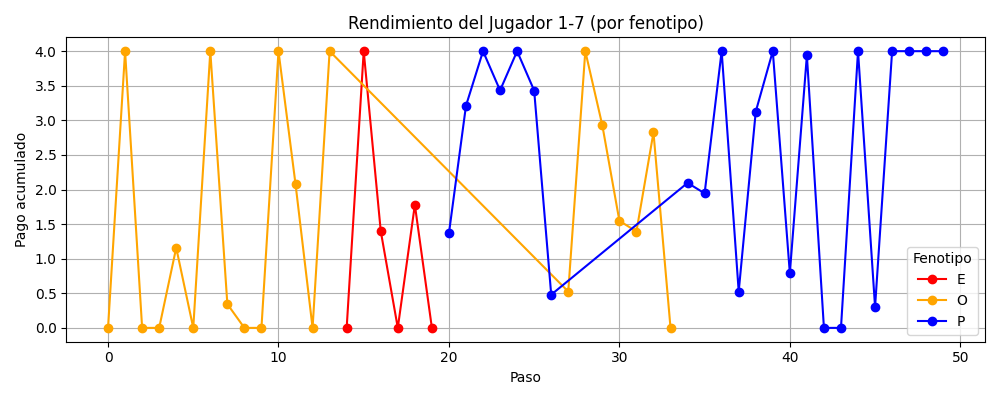 Rendimiento del Jugador 1-7 (por fenotipo)
Pago acumulado
4.0
3.5
3.0
2.5
2.0
1.5
1.0
0.5
0.0
Fenotipo
E
O
P
0 10 20 30 40 50
Paso